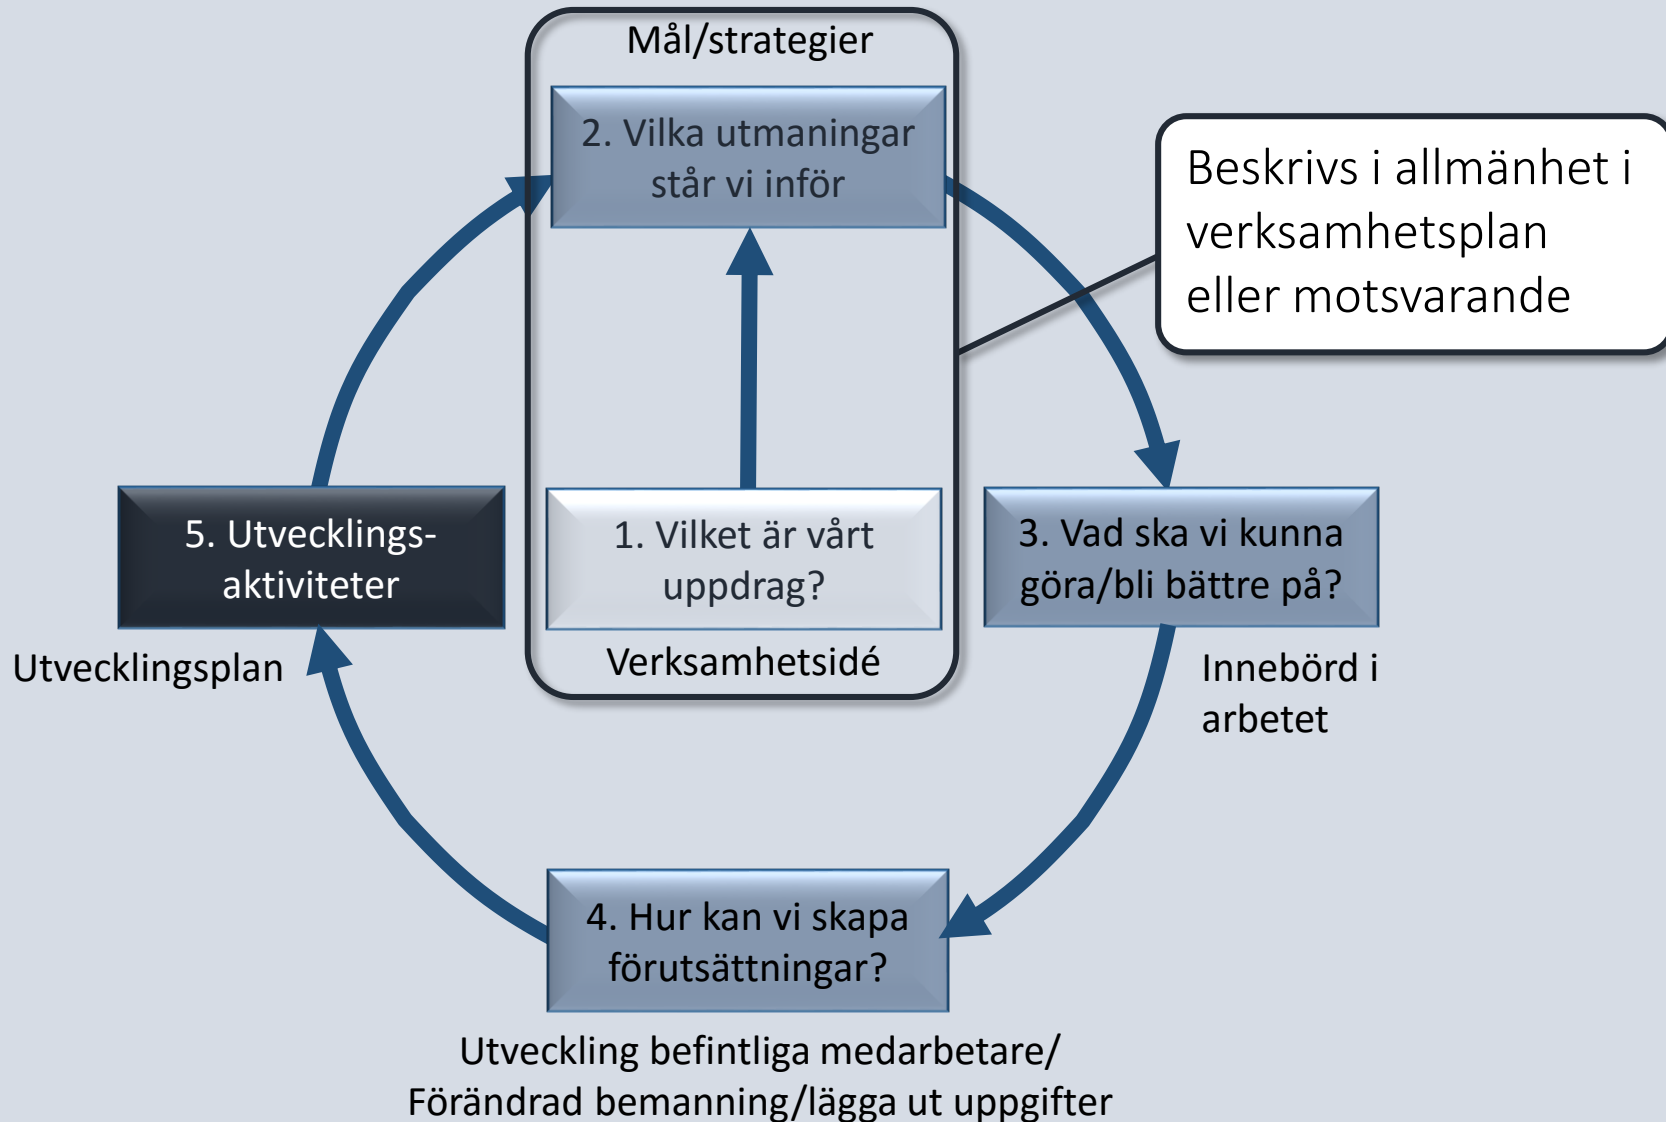 Mål/strategier
2. Vilka utmaningar
står vi inför
Beskrivs i allmänhet i
verksamhetsplan
eller motsvarande
5. Utvecklings-
aktiviteter
Utvecklingsplan
1. Vilket är vårt
uppdrag?
Verksamhetsidé
3. Vad ska vi kunna
göra/bli bättre på?
Innebörd i
arbetet
4. Hur kan vi skapa
förutsättningar?
Utveckling befintliga medarbetare/
Förändrad bemanning/lägga ut uppgifter